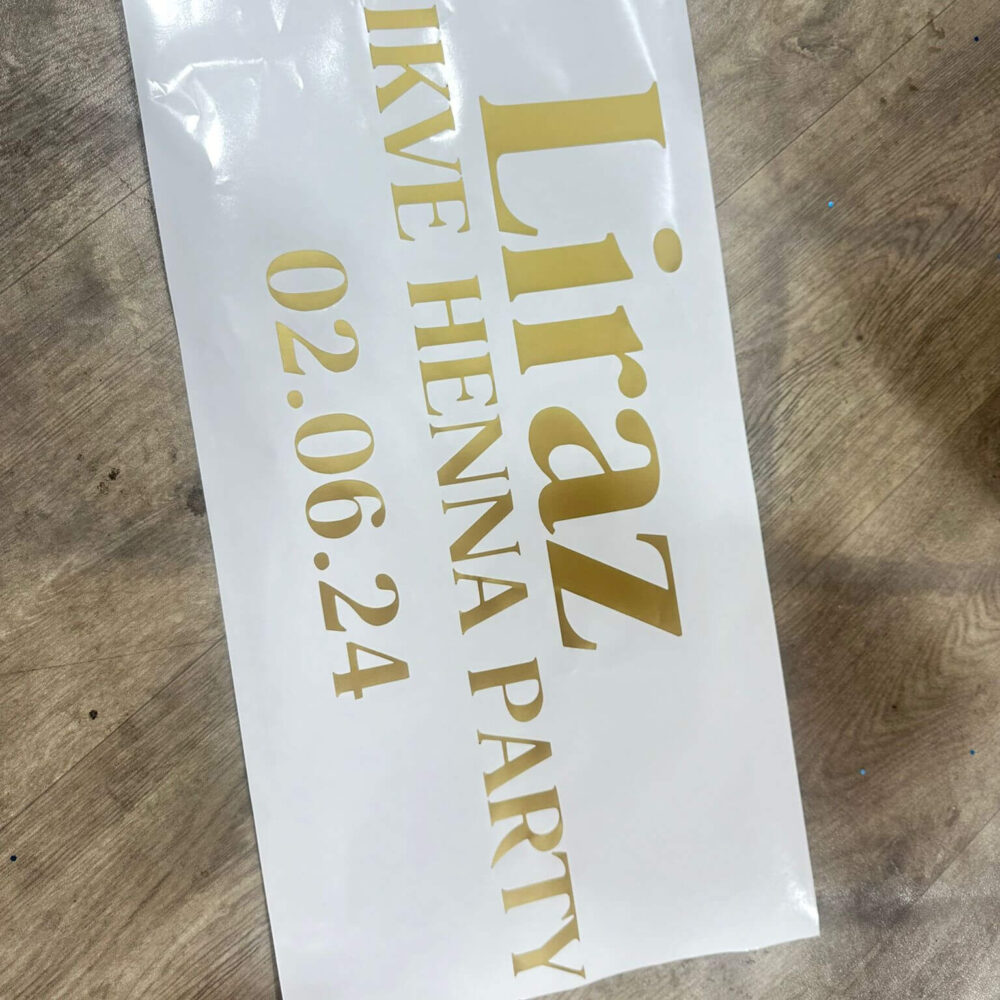 Liraz
IKVE HENNA PARTY
02.06.24